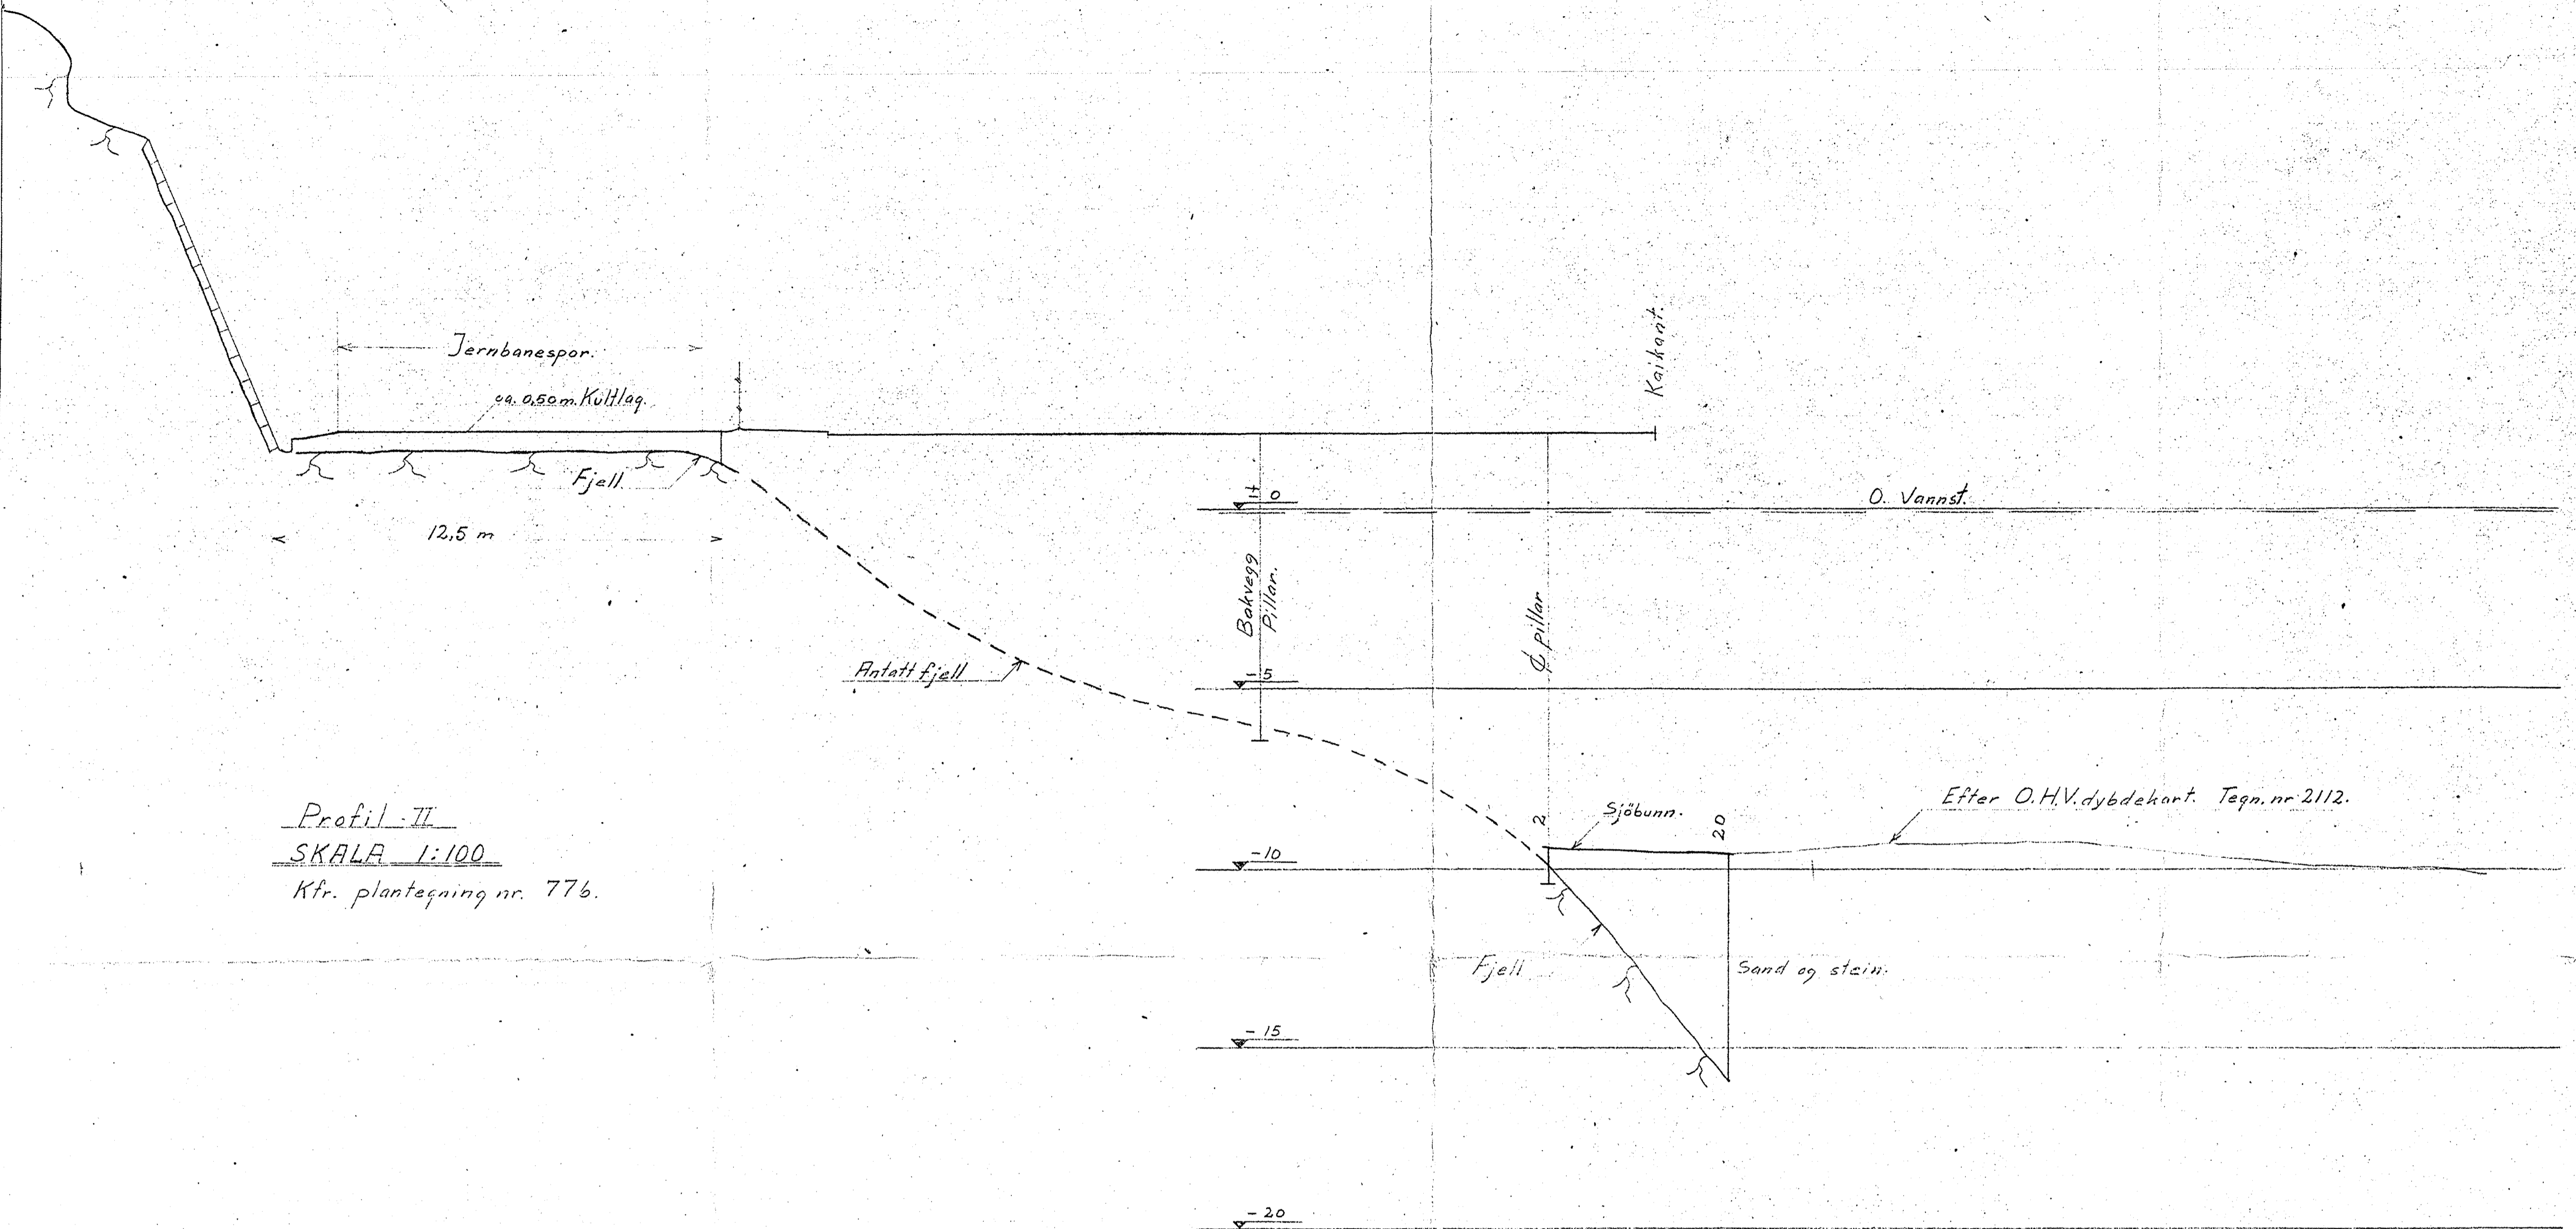 Kaikant.
Jernbanespor.
ca. 0,50 m. Kultlag.
Fjell
± 0
O. Vannst.
12,5 m
Bakvegg
Pillar.
₵ pillar
Antatt fjell
- 5
Profil - II
SKALA 1:100
Kfr. plantegning nr. 776.
2
Sjöbunn.
20
Efter O.H.V. dybdekart. Tegn. nr 2112.
- 10
Fjell
Sand og stein.
- 15
- 20